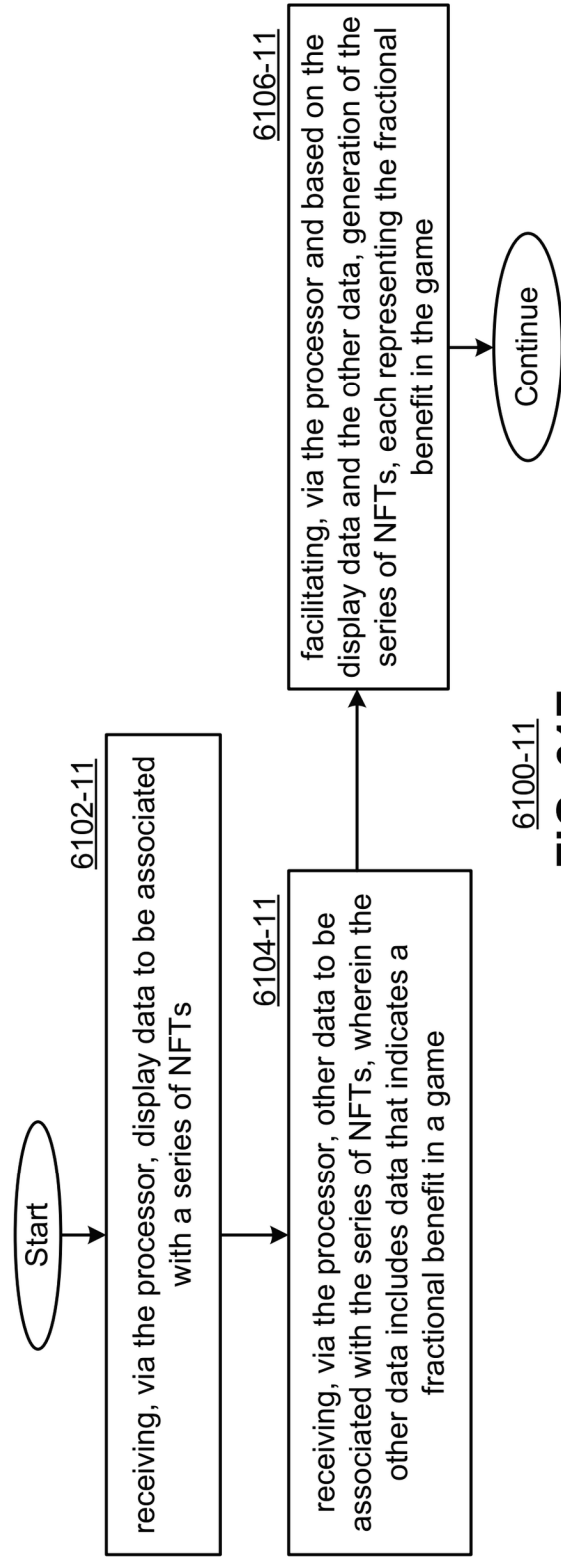 Start
6102-11
receiving, via the processor, display data to be associated
with a series of NFTs
6104-11
receiving, via the processor, other data to be
associated with the series of NFTs, wherein the
other data includes data that indicates a
fractional benefit in a game
6106-11
facilitating, via the processor and based on the
display data and the other data, generation of the
series of NFTs, each representing the fractional
benefit in the game
Continue
6100-11